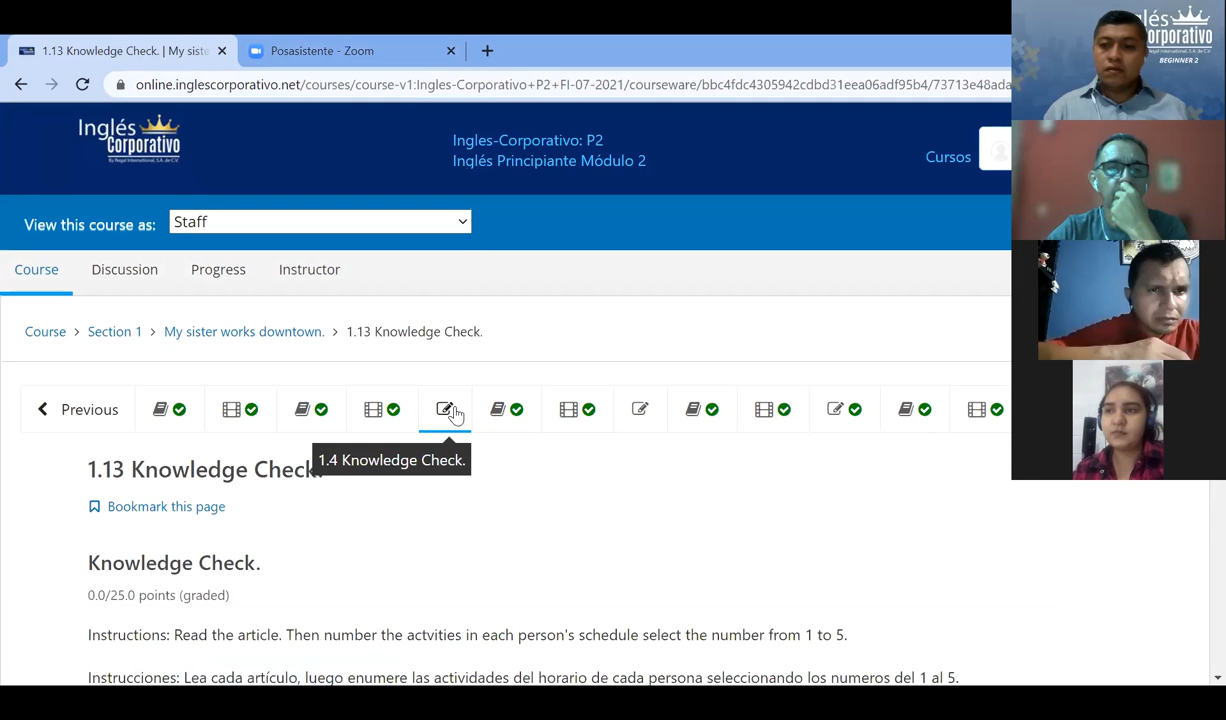 1.13 Knowledge Check. | My siste
Posasistente - Zoom
online.inglescorporativo.net/courses/course-v1:Ingles-Corporativo+P2+FI-07-2021/courseware/bbc4fdc4305942cdbd31eea06adf95b4/73713e48ada
Inglés
Corporativo
By Regal International, S.A. de C.V.
Ingles-Corporativo: P2
Inglés Principiante Módulo 2
Cursos
View this course as:
Staff
Course
Discussion
Progress
Instructor
Course > Section 1 > My sister works downtown. > 1.13 Knowledge Check.
Previous
1.4 Knowledge Check.
1.13 Knowledge Check.
Bookmark this page
Knowledge Check.
0.0/25.0 points (graded)
Instructions: Read the article. Then number the actvities in each person's schedule select the number from 1 to 5.
Instrucciones: Lea cada artículo, luego enumere las actividades del horario de cada persona seleccionando los numeros del 1 al 5.
BEGINNER 2